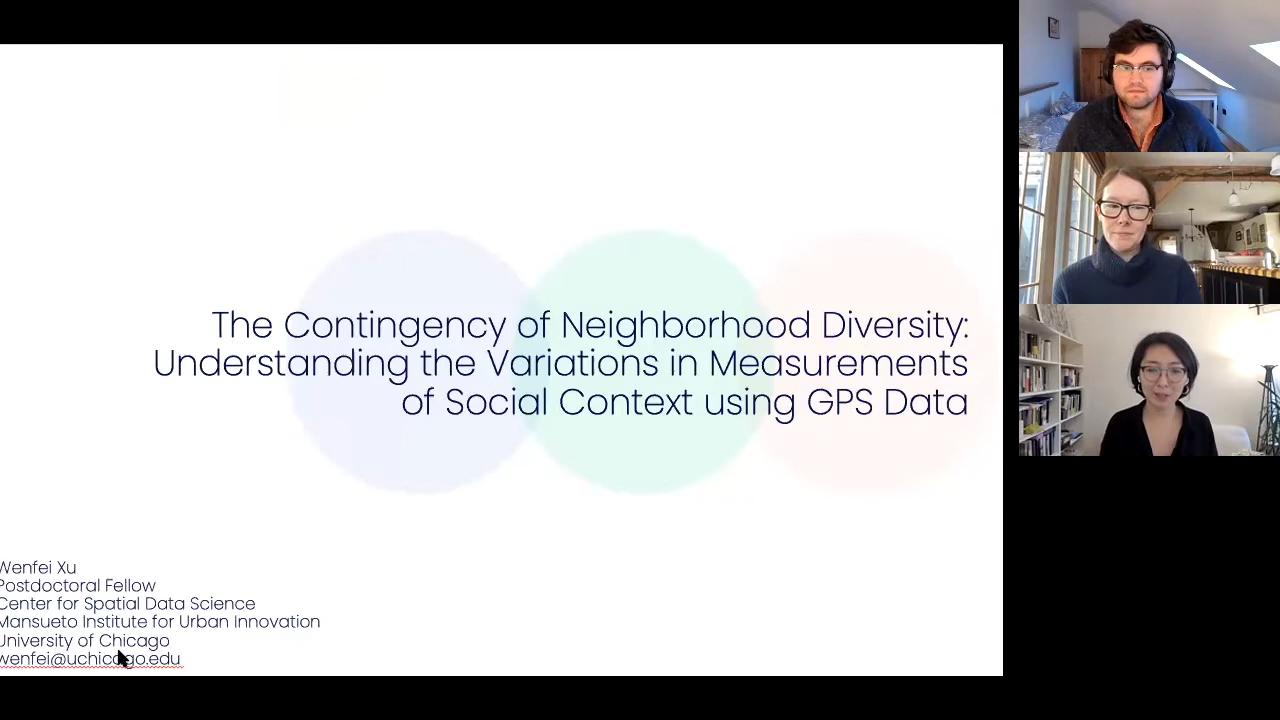 The Contingency of Neighborhood Diversity:
Understanding the Variations in Measurements
of Social Context using GPS Data
Wenfei Xu
Postdoctoral Fellow
Center for Spatial Data Science
Mansueto Institute for Urban Innovation
University of Chicago
wenfei@uchicago.edu